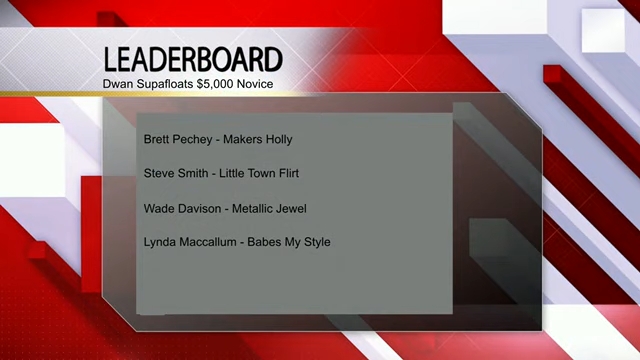 LEADERBOARD
Dwan Supafloats $5,000 Novice
Brett Pechey - Makers Holly
Steve Smith - Little Town Flirt
Wade Davison - Metallic Jewel
Lynda Maccallum - Babes My Style